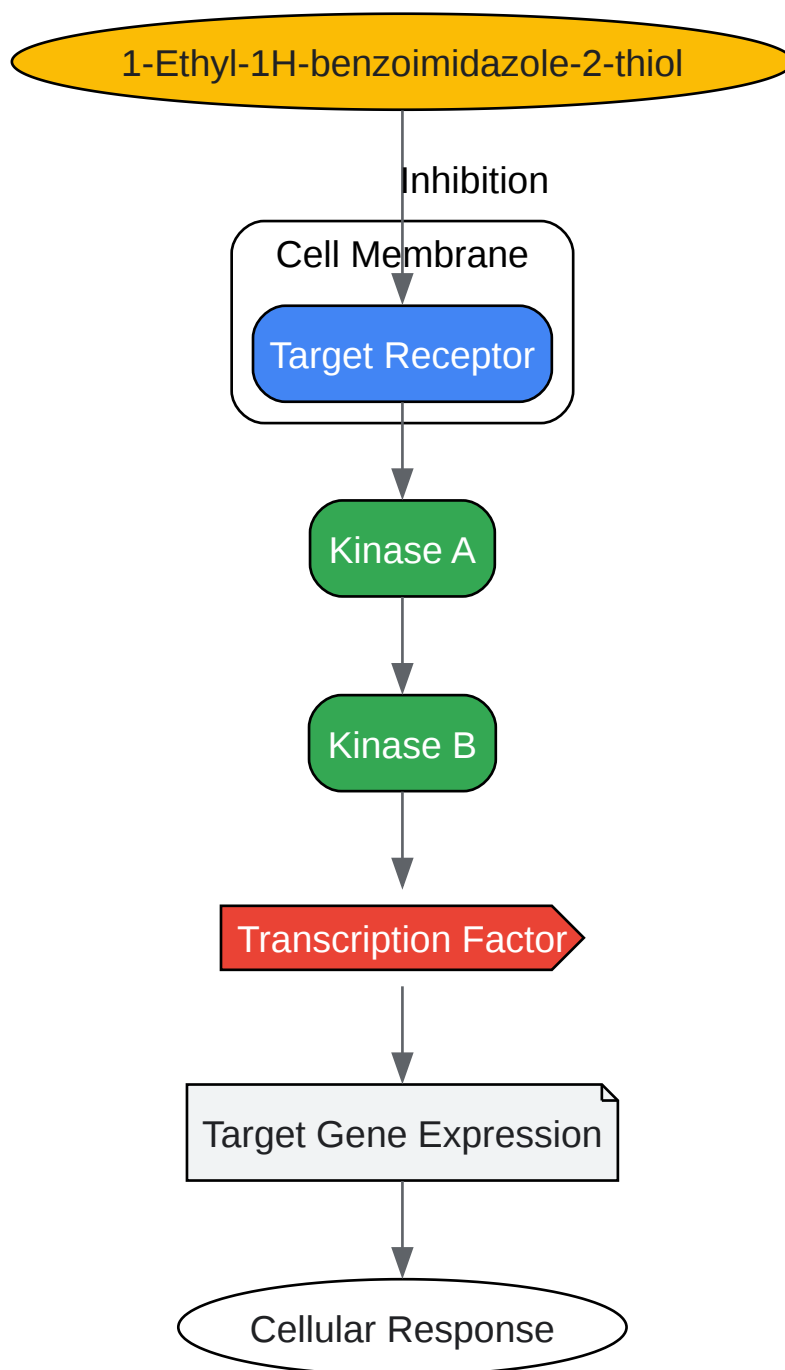 1-Ethyl-1H-benzoimidazole-2-thiol
Inhibition
Cell Membrane
Target Receptor
Kinase A
Kinase B
Transcription Factor
Target Gene Expression
Cellular Response